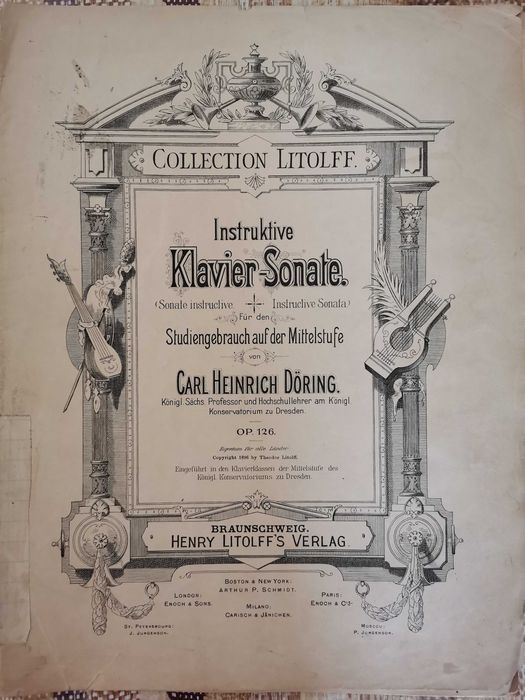 COLLECTION LITOLFF.
Instruktive
Klavier-Sonate.
(Sonate instructive. Instructive Sonata.)
Für den
Studiengebrauch auf der Mittelstufe
von
CARL HEINRICH DÖRING.
Königl. Sächs. Professor und Hochschullehrer am Königl.
Konservatorium zu Dresden.
OP. 126.
Eigentum für alle Länder
Copyright 1896 by Theodor Litolff.
Eingeführt in den Klavierklassen der Mittelstufe des
Königl. Konservatoriums zu Dresden.
BRAUNSCHWEIG.
HENRY LITOLFF'S VERLAG.
No
BOSTON & NEW YORK:
ARTHUR P. SCHMIDT.
LONDON:
ENOCH & SONS.
PARIS:
ENOCH & Cie
MILANO:
CARISCH & JÄNICHEN.
ST. PETERSBURG:
J. JURGENSON.
MOSCOU:
P. JURGENSON.